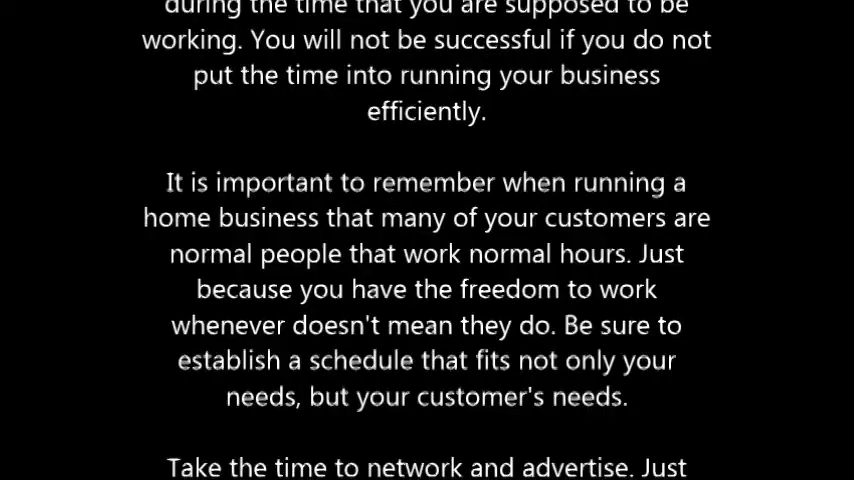 during the time that you are supposed to be
working. You will not be successful if you do not
put the time into running your business
efficiently.
It is important to remember when running a
home business that many of your customers are
normal people that work normal hours. Just
because you have the freedom to work
whenever doesn't mean they do. Be sure to
establish a schedule that fits not only your
needs, but your customer's needs.
Take the time to network and advertise. Just